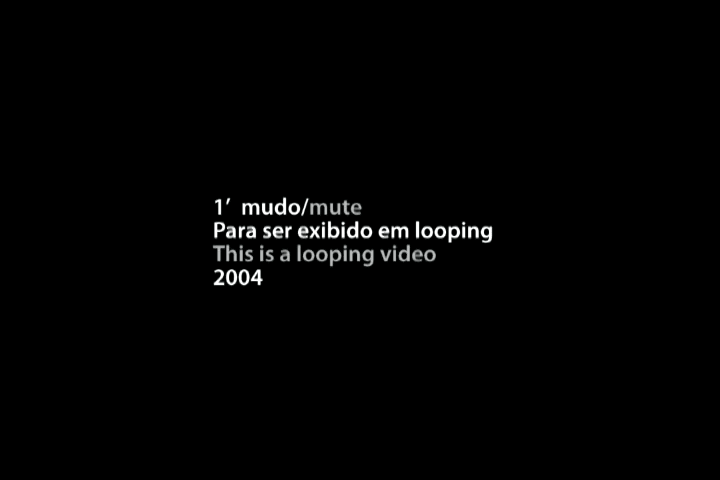 1′ mudo/mute
Para ser exibido em looping
This is a looping video
2004